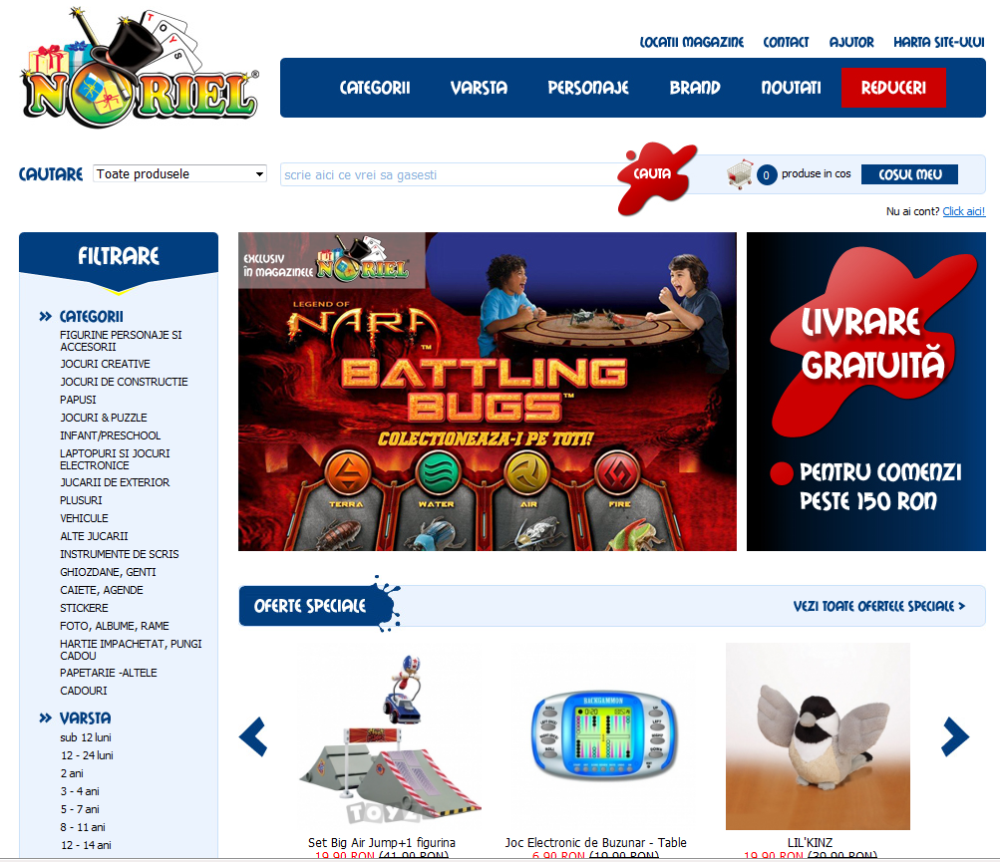 TOYS
NORIEL®
LOCATII MAGAZINE CONTACT AJUTOR HARTA SITE-ULUI
CATEGORII VARSTA PERSONAJE BRAND NOUTATI REDUCERI
CAUTARE Toate produsele scrie aici ce vrei sa gasesti CAUTA 0 produse in cos COSUL MEU
Nu ai cont? Click aici!
FILTRARE
CATEGORII
FIGURINE PERSONAJE SI
ACCESORII
JOCURI CREATIVE
JOCURI DE CONSTRUCTIE
PAPUSI
JOCURI & PUZZLE
INFANT/PRESCHOOL
LAPTOPURI SI JOCURI
ELECTRONICE
JUCARII DE EXTERIOR
PLUSURI
VEHICULE
ALTE JUCARII
INSTRUMENTE DE SCRIS
GHIOZDANE, GENTI
CAIETE, AGENDE
STICKERE
FOTO, ALBUME, RAME
HARTIE IMPACHETAT, PUNGI
CADOU
PAPETARIE -ALTELE
CADOURI
VARSTA
sub 12 luni
12 - 24 luni
2 ani
3 - 4 ani
5 - 7 ani
8 - 11 ani
12 - 14 ani
EXCLUSIV
ÎN MAGAZINELE NORIEL
LEGEND OF
NARA™
BATTLING
BUGS™
COLECTIONEAZA-I PE TOTI!
TERRA WATER AIR FIRE
LIVRARE
GRATUITĂ
PENTRU COMENZI
PESTE 150 RON
OFERTE SPECIALE
VEZI TOATE OFERTELE SPECIALE >
BACKGAMMON
Set Big Air Jump+1 figurina
19.90 RON (41.90 RON)
Joc Electronic de Buzunar - Table
6.90 RON (19.90 RON)
LIL'KINZ
19.90 RON (39.90 RON)